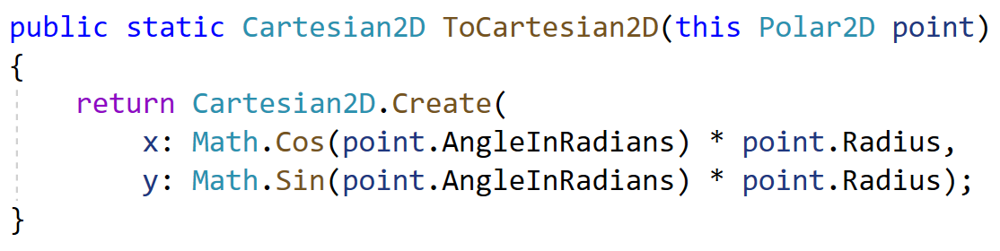 public static Cartesian2D ToCartesian2D(this Polar2D point)
{
    return Cartesian2D.Create(
        x: Math.Cos(point.AngleInRadians) * point.Radius,
        y: Math.Sin(point.AngleInRadians) * point.Radius);
}